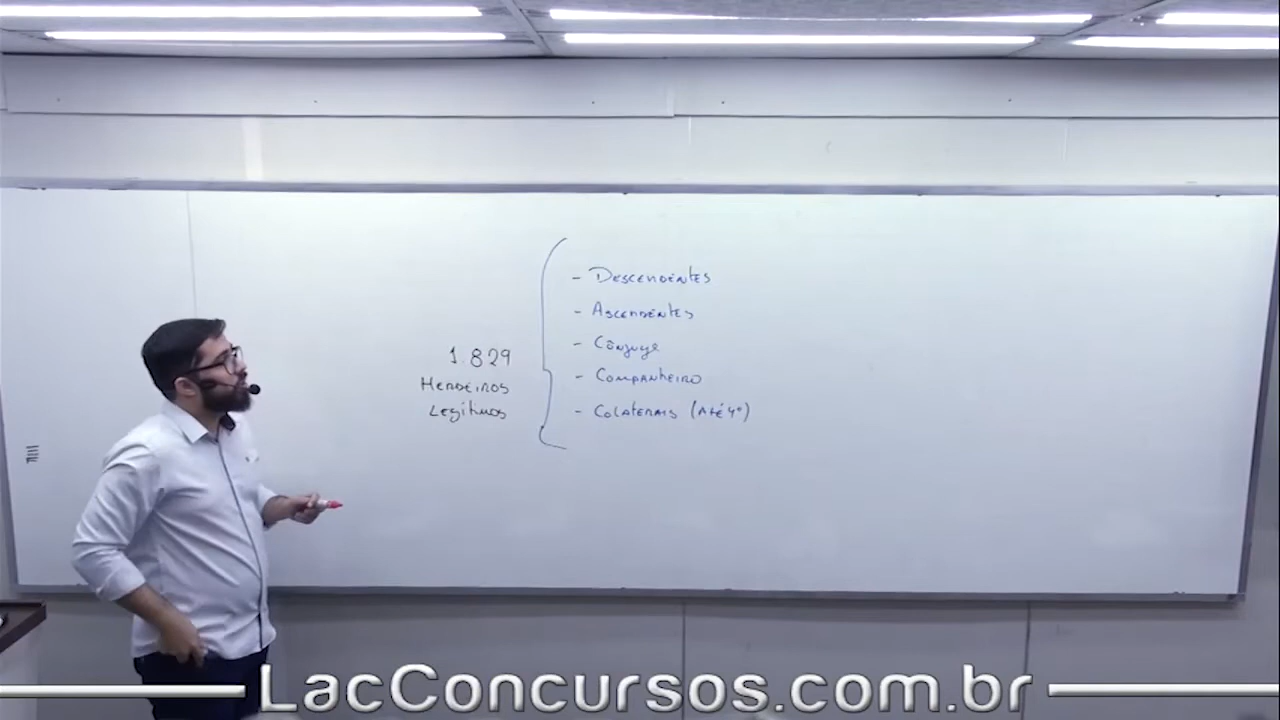 1.829
Herdeiros
Legítimos
- Descendentes
- Ascendentes
- Cônjuge
- Companheiro
- Colaterais (até 4º)
LacConcursos.com.br